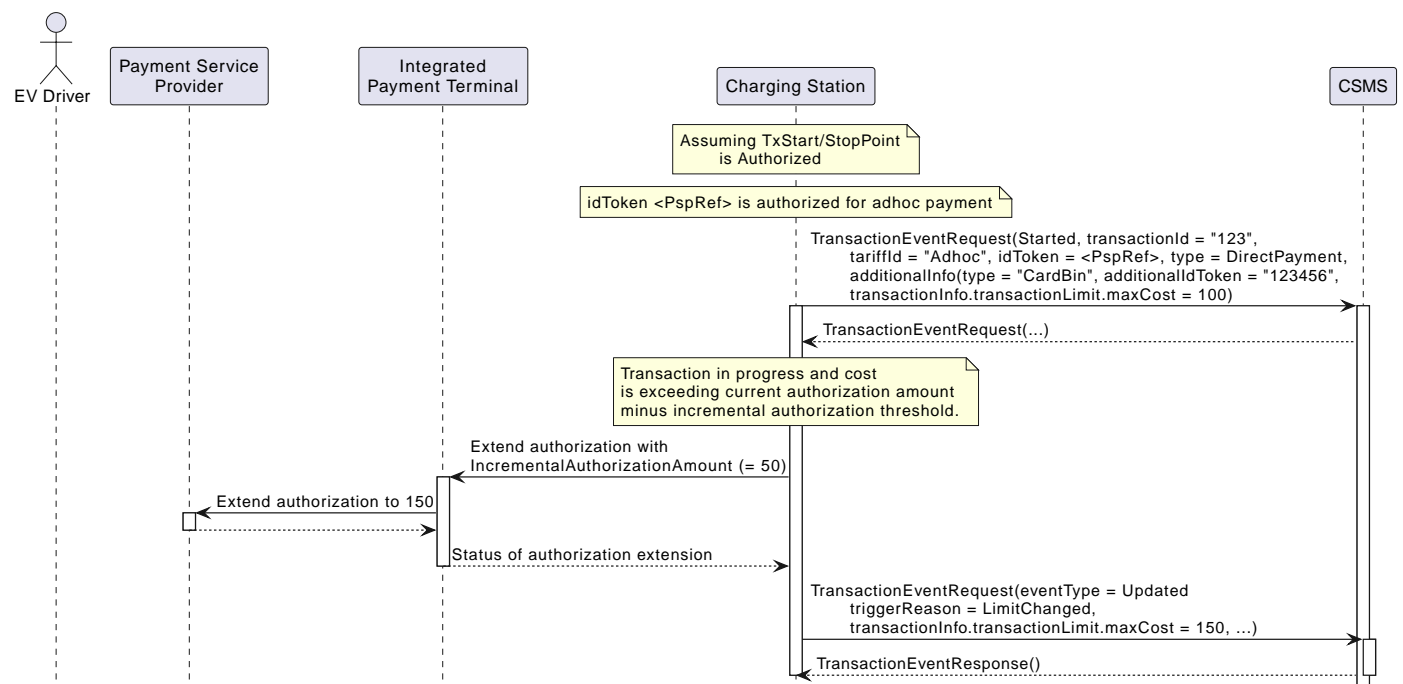 EV Driver
Payment Service
Provider
Integrated
Payment Terminal
Charging Station
CSMS
Assuming TxStart/StopPoint
is Authorized
idToken <PspRef> is authorized for adhoc payment
TransactionEventRequest(Started, transactionId = "123",
tariffId = "Adhoc", idToken = <PspRef>, type = DirectPayment,
additionalInfo(type = "CardBin", additionalIdToken = "123456",
transactionInfo.transactionLimit.maxCost = 100)
TransactionEventRequest(...)
Transaction in progress and cost
is exceeding current authorization amount
minus incremental authorization threshold.
Extend authorization with
IncrementalAuthorizationAmount (= 50)
Extend authorization to 150
Status of authorization extension
TransactionEventRequest(eventType = Updated
triggerReason = LimitChanged,
transactionInfo.transactionLimit.maxCost = 150, ...)
TransactionEventResponse()